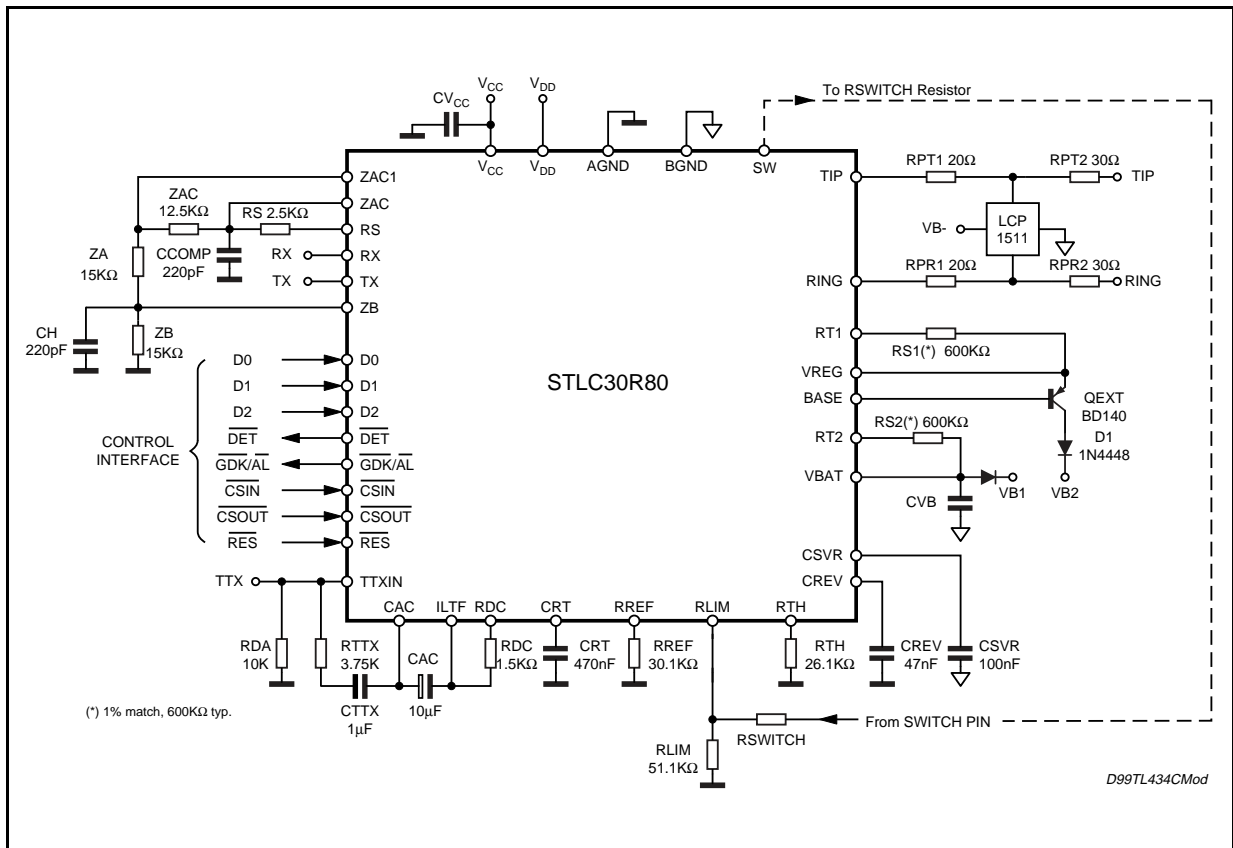 VCC
VDD
To RSWITCH Resistor
CVCC
VCC
VDD
AGND
BGND
SW
ZAC1
ZAC
12.5KΩ
ZAC
RS 2.5KΩ
RS
RX
RX
ZA
15KΩ
CCOMP
220pF
TX
TX
ZB
CH
220pF
ZB
15KΩ
CONTROL
INTERFACE
D0
D0
D1
D1
D2
D2
DET
DET
GDK/AL
GDK/AL
CSIN
CSIN
CSOUT
CSOUT
RES
RES
TTX
TTXIN
STLC30R80
TIP
RPT1 20Ω
RPT2 30Ω
TIP
VB-
LCP
1511
RING
RPR1 20Ω
RPR2 30Ω
RING
RT1
RS1(*) 600KΩ
VREG
BASE
QEXT
BD140
RT2
RS2(*) 600KΩ
D1
1N4448
VBAT
VB1
VB2
CVB
CSVR
CREV
CAC
ILTF
RDC
CRT
RREF
RLIM
RTH
RDA
10K
RTTX
3.75K
CAC
10µF
CTTX
1µF
RDC
1.5KΩ
CRT
470nF
RREF
30.1KΩ
RTH
26.1KΩ
CREV
47nF
CSVR
100nF
(*) 1% match, 600KΩ typ.
RSWITCH
From SWITCH PIN
RLIM
51.1KΩ
D99TL434CMod